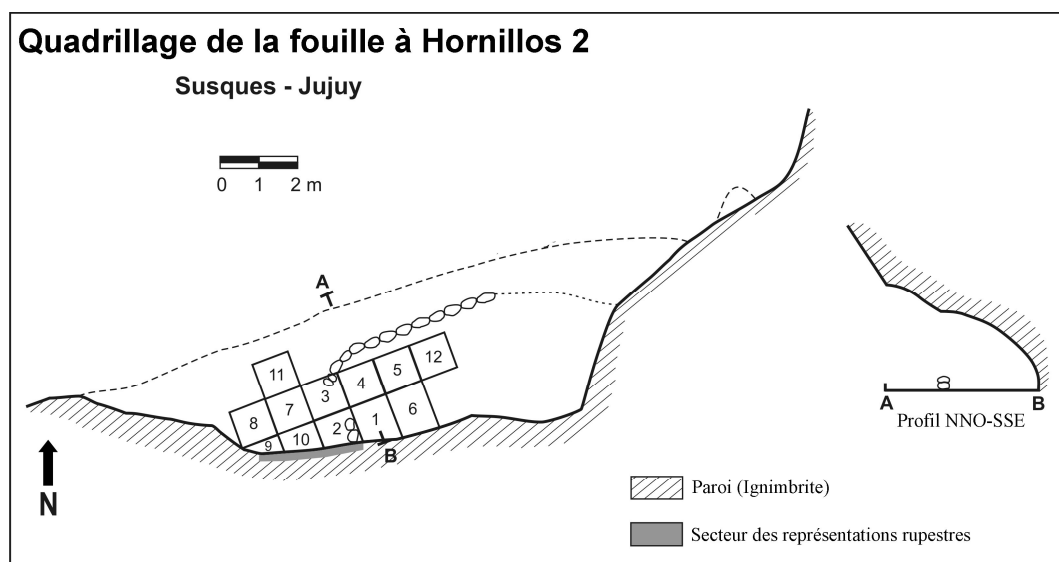 Quadrillage de la fouille à Hornillos 2
Susques - Jujuy
0 1 2 m
A
11
12
5
4
3
7
8
6
1
2
10
9
B
N
A B
Profil NNO-SSE
Paroi (Ignimbrite)
Secteur des représentations rupestres